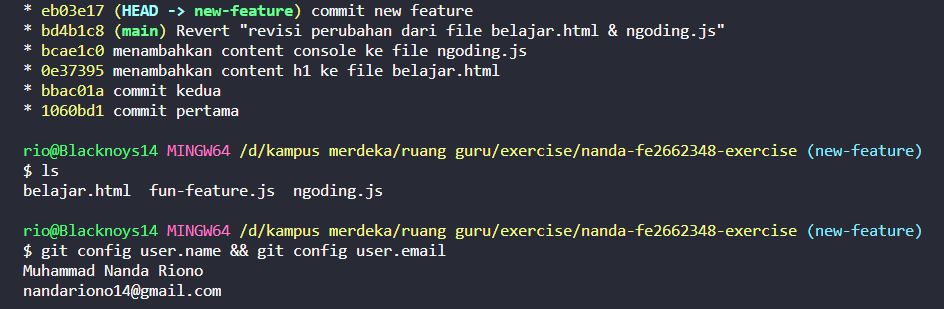 * eb03e17 (HEAD -> new-feature) commit new feature
* bd4b1c8 (main) Revert "revisi perubahan dari file belajar.html & ngoding.js"
* bcae1c0 menambahkan content console ke file ngoding.js
* 0e37395 menambahkan content h1 ke file belajar.html
* bbac01a commit kedua
* 1060bd1 commit pertama
rio@Blacknoys14 MINGW64 /d/kampus merdeka/ruang guru/exercise/nanda-fe2662348-exercise (new-feature)
$ ls
belajar.html  fun-feature.js  ngoding.js
rio@Blacknoys14 MINGW64 /d/kampus merdeka/ruang guru/exercise/nanda-fe2662348-exercise (new-feature)
$ git config user.name && git config user.email
Muhammad Nanda Riono
nandariono14@gmail.com